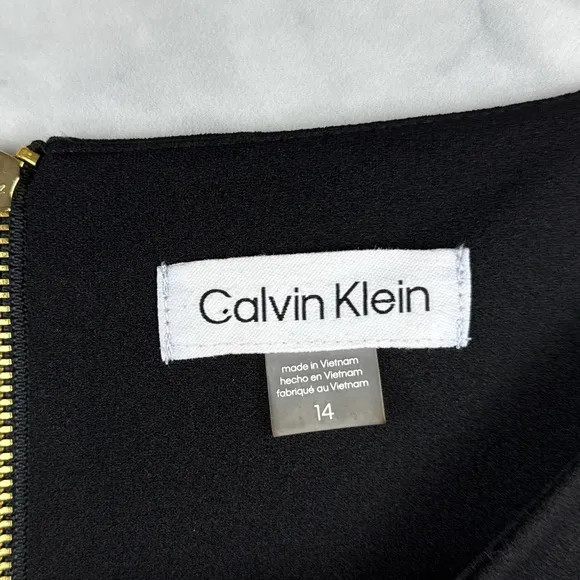 Calvin Klein
made in Vietnam
hecho en Vietnam
fabriqué au Vietnam
14